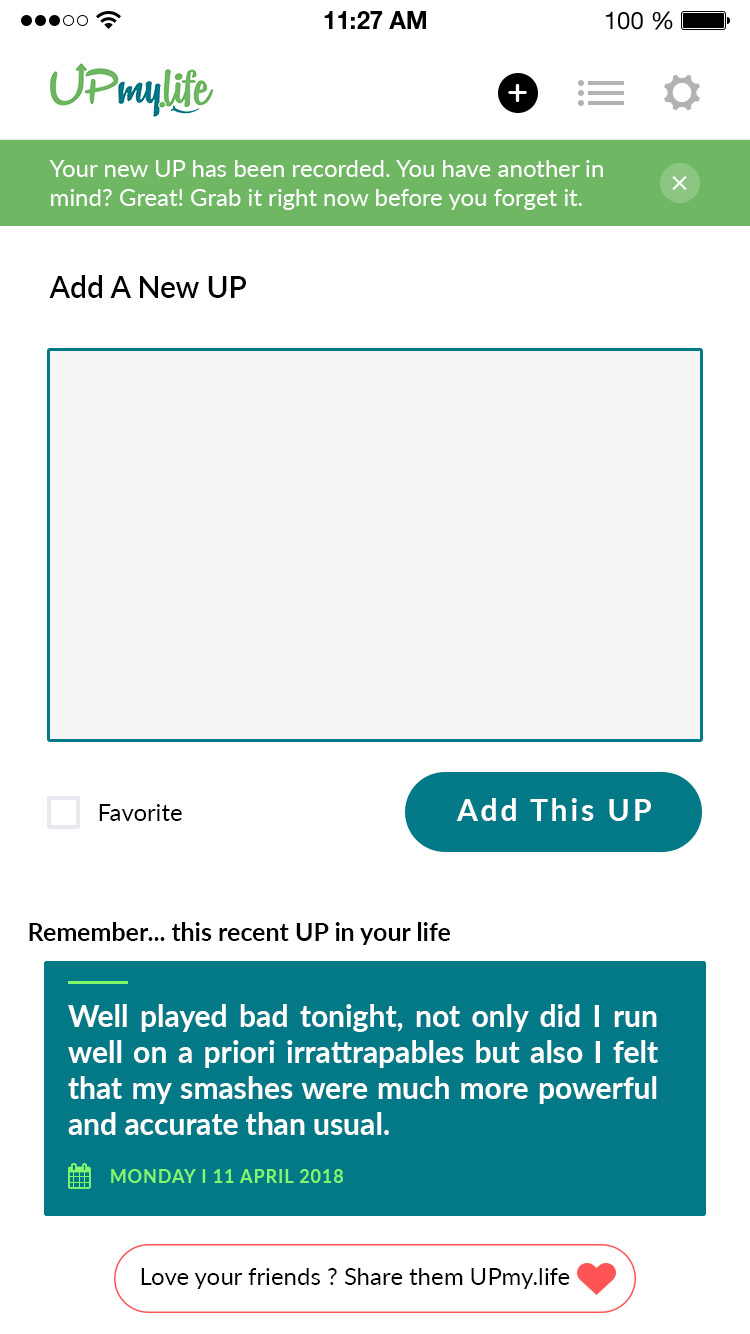 11:27 AM
100 %
UPmy.life
Your new UP has been recorded. You have another in
mind? Great! Grab it right now before you forget it.
Add A New UP
Favorite
Add This UP
Remember... this recent UP in your life
Well played bad tonight, not only did I run
well on a priori irrattrapables but also I felt
that my smashes were much more powerful
and accurate than usual.
MONDAY I 11 APRIL 2018
Love your friends ? Share them UPmy.life